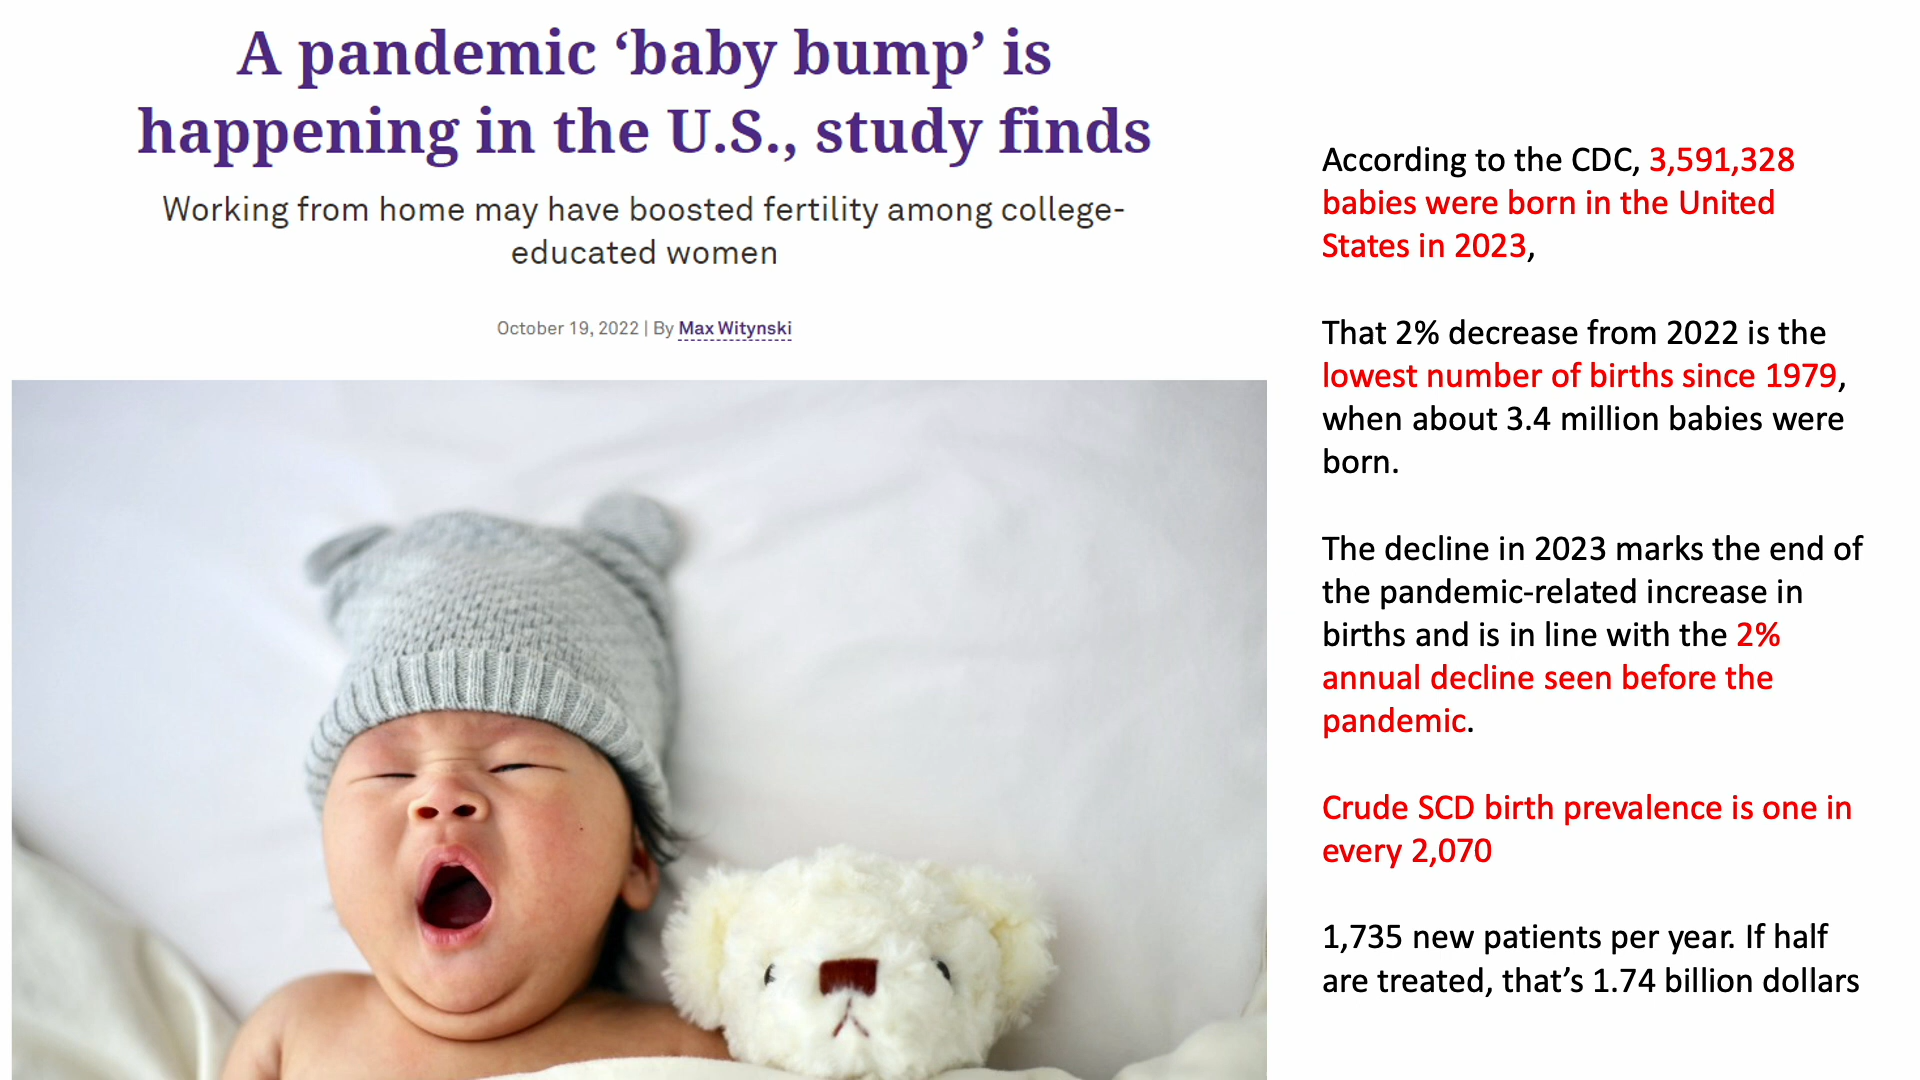 A pandemic ‘baby bump’ is
happening in the U.S., study finds
Working from home may have boosted fertility among college-
educated women
October 19, 2022 | By Max Witynski
According to the CDC, 3,591,328
babies were born in the United
States in 2023,
That 2% decrease from 2022 is the
lowest number of births since 1979,
when about 3.4 million babies were
born.
The decline in 2023 marks the end of
the pandemic-related increase in
births and is in line with the 2%
annual decline seen before the
pandemic.
Crude SCD birth prevalence is one in
every 2,070
1,735 new patients per year. If half
are treated, that’s 1.74 billion dollars